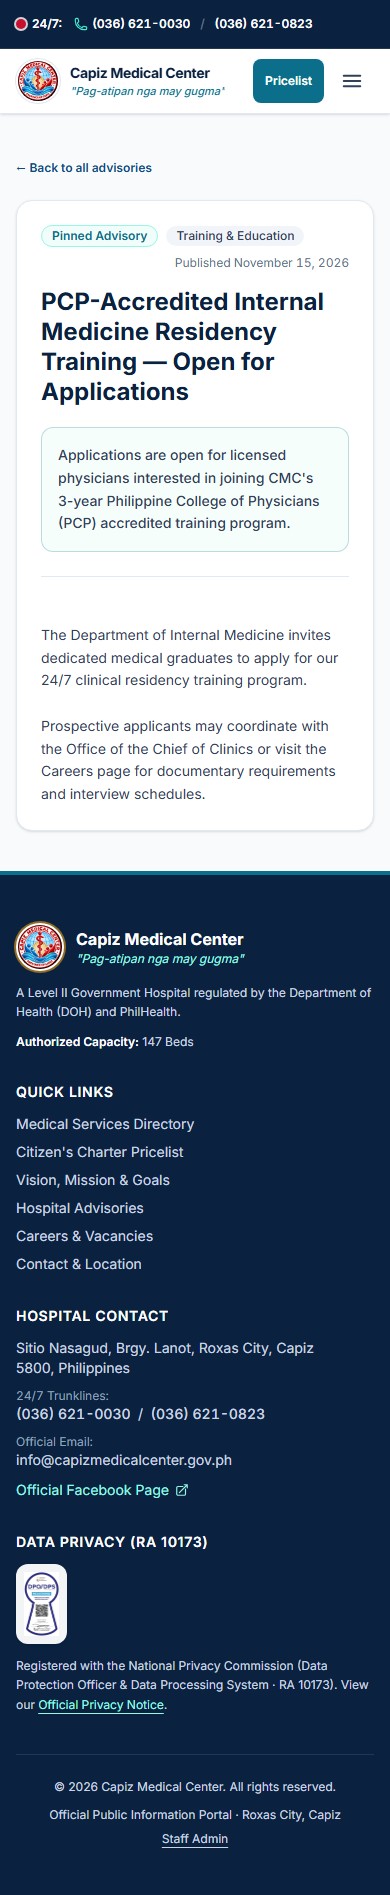 24/7: (036) 621-0030 / (036) 621-0823
Capiz Medical Center
"Pag-atipan nga may gugma"
Pricelist
← Back to all advisories
Pinned Advisory Training & Education
Published November 15, 2026
PCP-Accredited Internal
Medicine Residency
Training — Open for
Applications
Applications are open for licensed
physicians interested in joining CMC's
3-year Philippine College of Physicians
(PCP) accredited training program.
The Department of Internal Medicine invites
dedicated medical graduates to apply for our
24/7 clinical residency training program.
Prospective applicants may coordinate with
the Office of the Chief of Clinics or visit the
Careers page for documentary requirements
and interview schedules.
Capiz Medical Center
"Pag-atipan nga may gugma"
A Level II Government Hospital regulated by the Department of
Health (DOH) and PhilHealth.
Authorized Capacity: 147 Beds
QUICK LINKS
Medical Services Directory
Citizen's Charter Pricelist
Vision, Mission & Goals
Hospital Advisories
Careers & Vacancies
Contact & Location
HOSPITAL CONTACT
Sitio Nasagud, Brgy. Lanot, Roxas City, Capiz
5800, Philippines
24/7 Trunklines:
(036) 621-0030 / (036) 621-0823
Official Email:
info@capizmedicalcenter.gov.ph
Official Facebook Page
DATA PRIVACY (RA 10173)
DPO/DPS
Registered with the National Privacy Commission (Data
Protection Officer & Data Processing System · RA 10173). View
our Official Privacy Notice.
© 2026 Capiz Medical Center. All rights reserved.
Official Public Information Portal · Roxas City, Capiz
Staff Admin